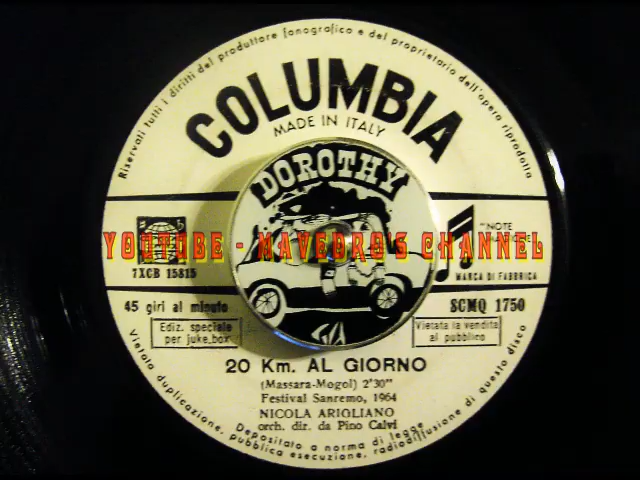 Riservati tutti i diritti del produttore fonografico e del proprietario dell'opera riprodotta
COLUMBIA
MADE IN ITALY
DOROTHY
"NOTE
YOUTUBE - MAVEDRO'S CHANNEL
7XCB 15815
MARCA DI FABBRICA
45 giri al minuto
SCMQ 1750
Ediz. speciale
per juke box
Vietata la vendita
al pubblico
20 Km. AL GIORNO
(Massara-Mogol) 2'30"
Festival Sanremo, 1964
NICOLA ARIGLIANO
orch. dir. da Pino Calvi
Depositato a norma di legge
Vietata duplicazione, pubblica esecuzione, radiodiffusione di questo disco